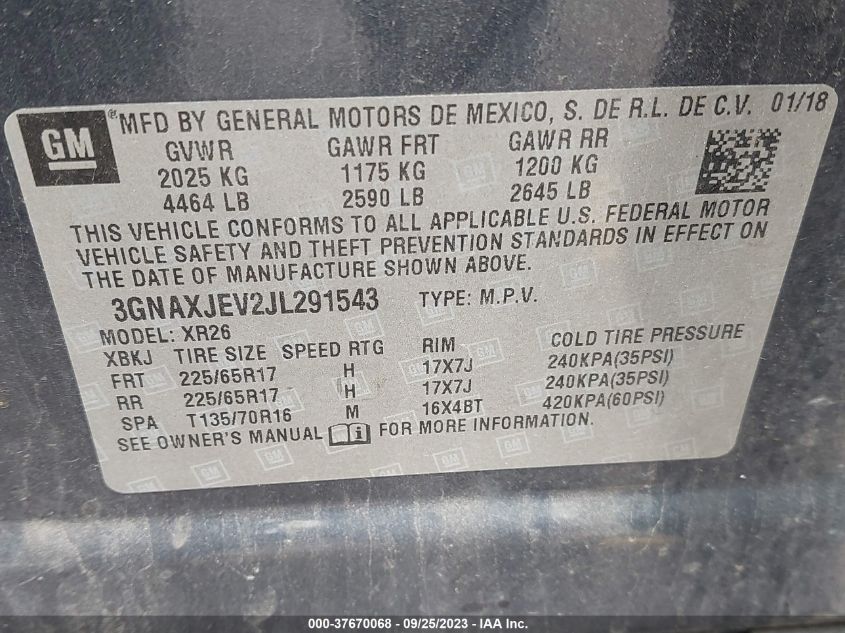 GM ® MFD BY GENERAL MOTORS DE MEXICO, S. DE R.L. DE C.V. 01/18
GVWR GAWR FRT GAWR RR
2025 KG 1175 KG 1200 KG
4464 LB 2590 LB 2645 LB
THIS VEHICLE CONFORMS TO ALL APPLICABLE U.S. FEDERAL MOTOR
VEHICLE SAFETY AND THEFT PREVENTION STANDARDS IN EFFECT ON
THE DATE OF MANUFACTURE SHOWN ABOVE.
3GNAXJEV2JL291543 TYPE: M.P.V.
MODEL: XR26
XBKJ TIRE SIZE SPEED RTG RIM COLD TIRE PRESSURE
FRT 225/65R17 H 17X7J 240KPA(35PSI)
RR 225/65R17 H 17X7J 240KPA(35PSI)
SPA T135/70R16 M 16X4BT 420KPA(60PSI)
SEE OWNER'S MANUAL i FOR MORE INFORMATION.
000-37670068 - 09/25/2023 - IAA Inc.